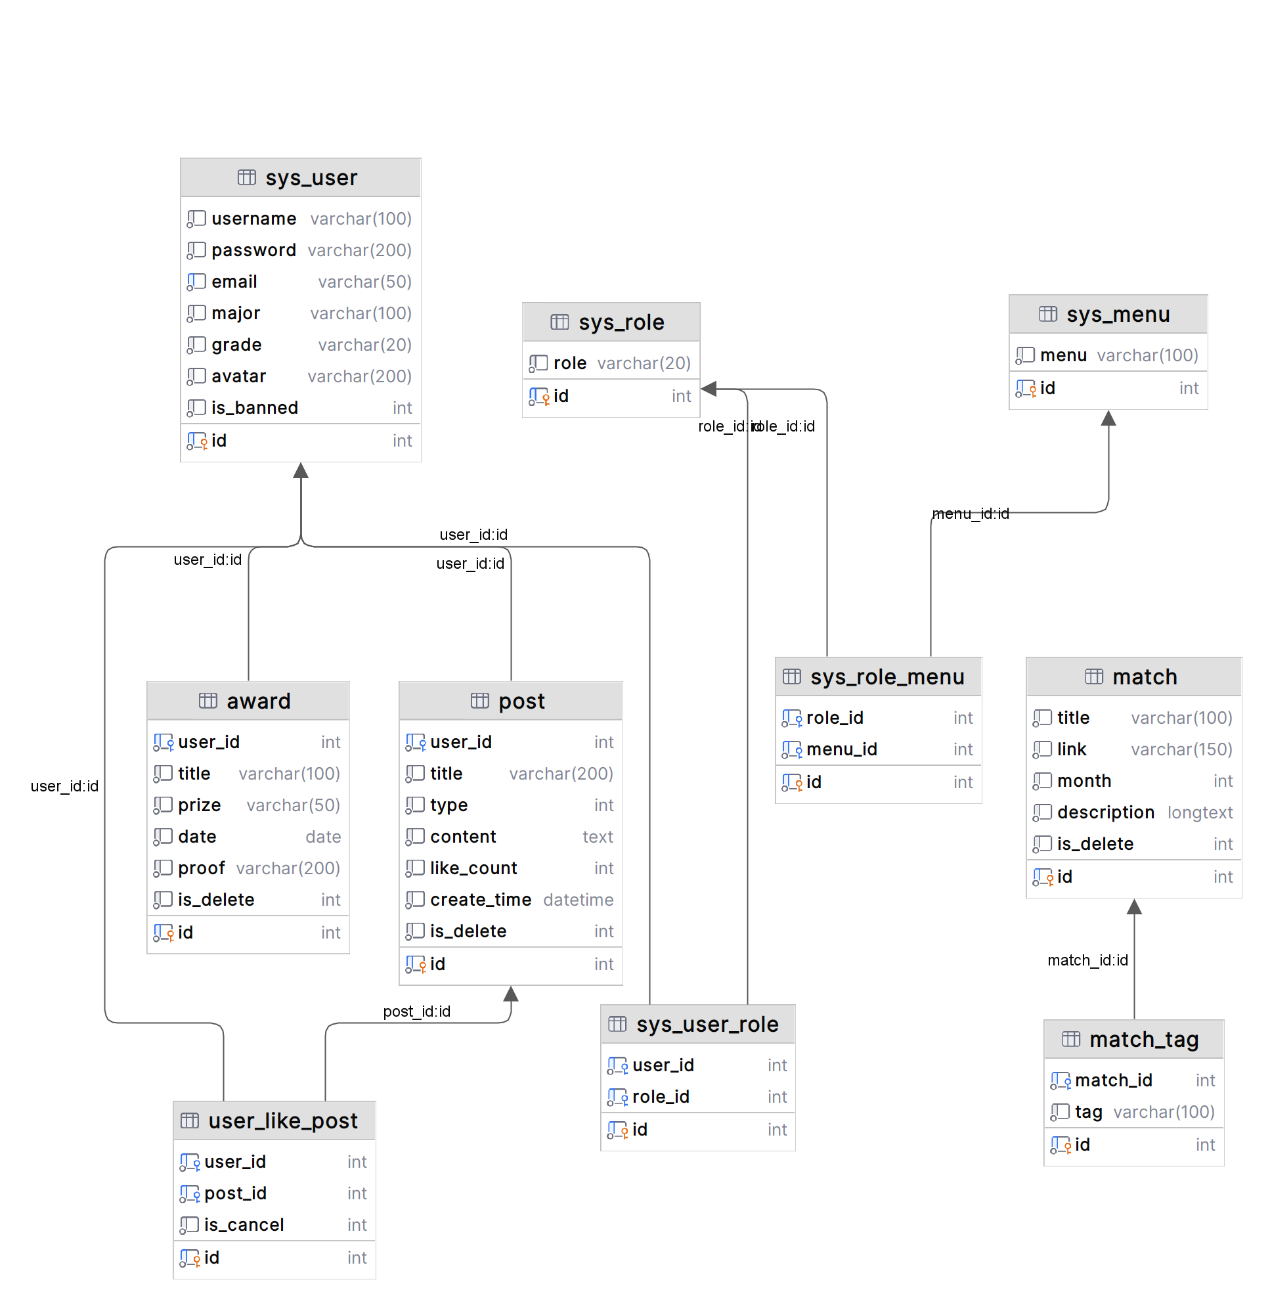 sys_user
username varchar(100)
password varchar(200)
email varchar(50)
major varchar(100)
grade varchar(20)
avatar varchar(200)
is_banned int
id int
sys_role
role varchar(20)
id int
sys_menu
menu varchar(100)
id int
role_id:id
role_id:id
menu_id:id
user_id:id
user_id:id
user_id:id
user_id:id
award
user_id int
title varchar(100)
prize varchar(50)
date date
proof varchar(200)
is_delete int
id int
post
user_id int
title varchar(200)
type int
content text
like_count int
create_time datetime
is_delete int
id int
sys_role_menu
role_id int
menu_id int
id int
match
title varchar(100)
link varchar(150)
month int
description longtext
is_delete int
id int
match_id:id
post_id:id
sys_user_role
user_id int
role_id int
id int
match_tag
match_id int
tag varchar(100)
id int
user_like_post
user_id int
post_id int
is_cancel int
id int